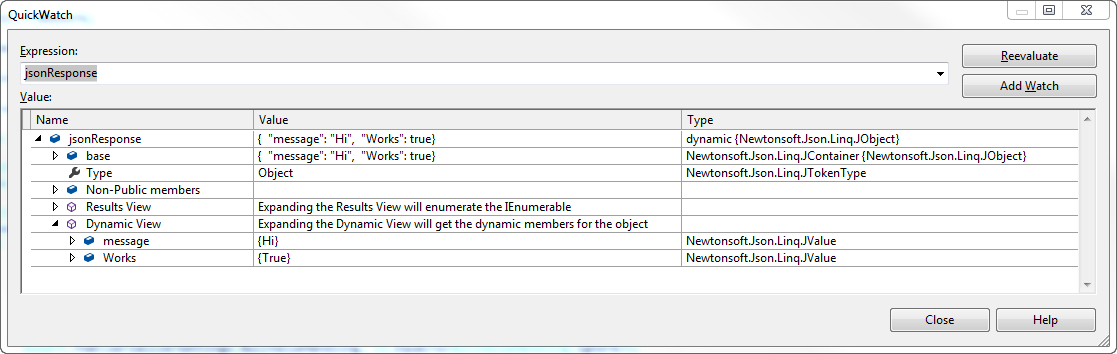 QuickWatch
Expression:
jsonResponse
Reevaluate
Add Watch
Value:
Name Value Type
jsonResponse { "message": "Hi", "Works": true} dynamic {Newtonsoft.Json.Linq.JObject}
base { "message": "Hi", "Works": true} Newtonsoft.Json.Linq.JContainer {Newtonsoft.Json.Linq.JObject}
Type Object Newtonsoft.Json.Linq.JTokenType
Non-Public members
Results View Expanding the Results View will enumerate the IEnumerable
Dynamic View Expanding the Dynamic View will get the dynamic members for the object
message {Hi} Newtonsoft.Json.Linq.JValue
Works {True} Newtonsoft.Json.Linq.JValue
Close Help